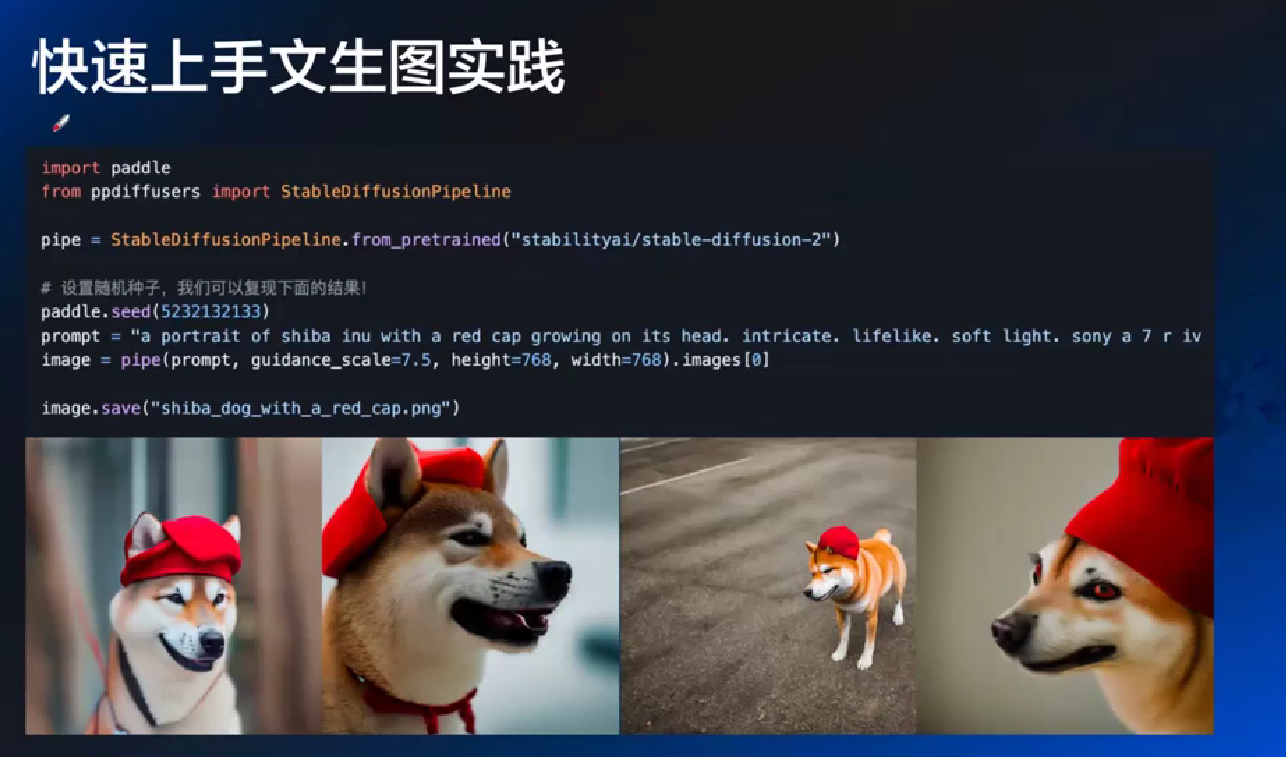 快速上手文生图实践
import paddle
from ppdiffusers import StableDiffusionPipeline
pipe = StableDiffusionPipeline.from_pretrained("stabilityai/stable-diffusion-2")
# 设置随机种子，我们可以复现下面的结果!
paddle.seed(5232132133)
prompt = "a portrait of shiba inu with a red cap growing on its head. intricate. lifelike. soft light. sony a 7 r iv
image = pipe(prompt, guidance_scale=7.5, height=768, width=768).images[0]
image.save("shiba_dog_with_a_red_cap.png")